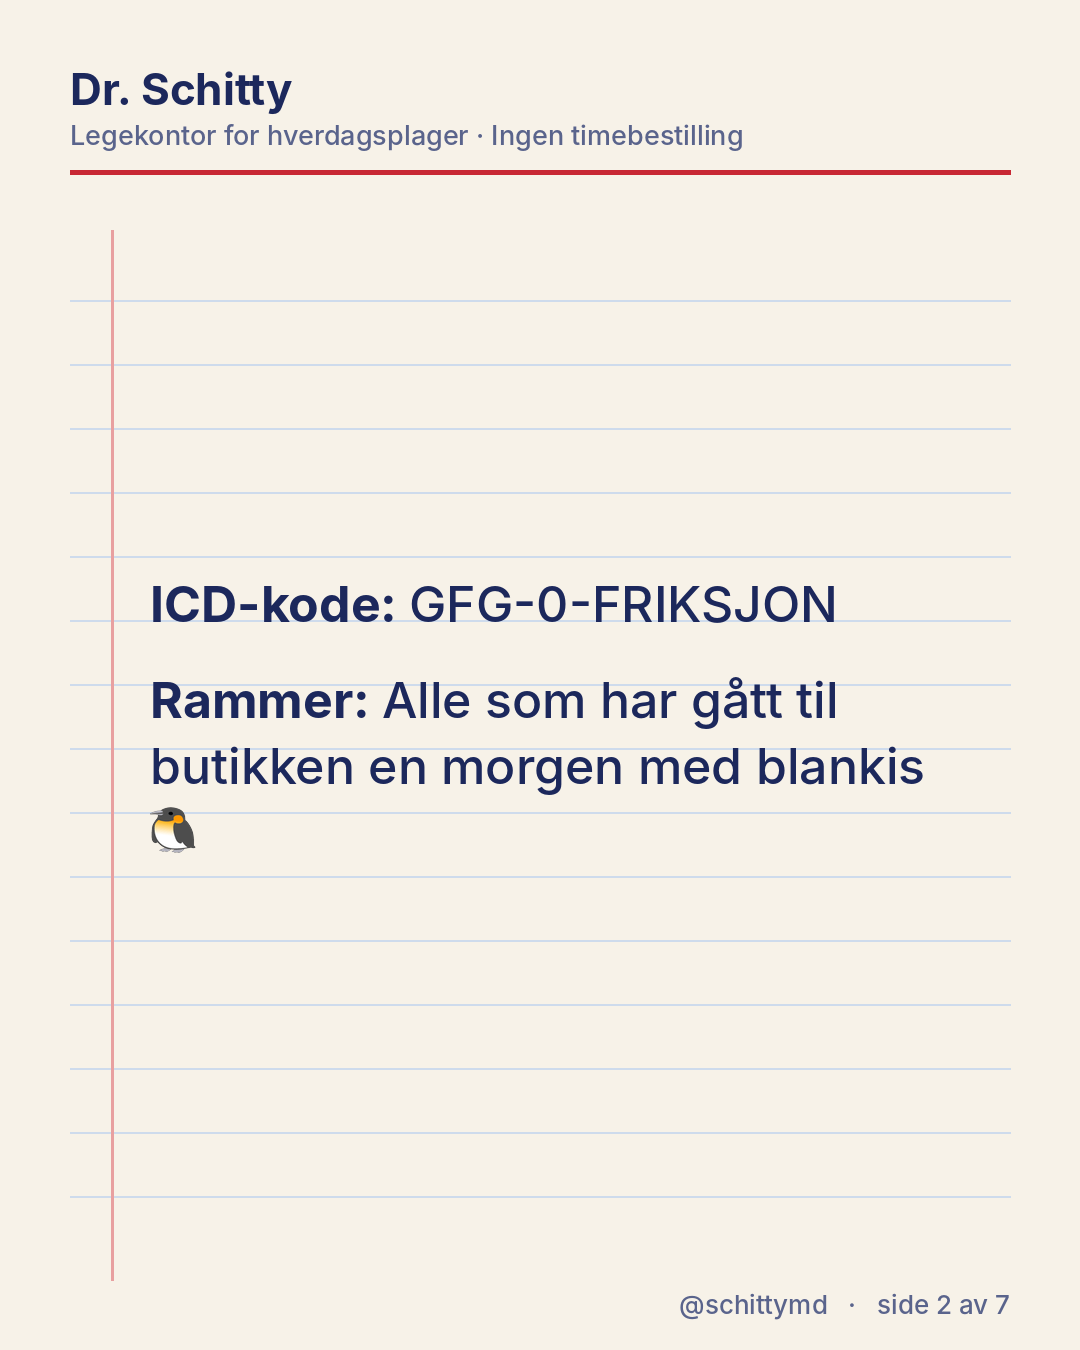 Dr. Schitty
Legekontor for hverdagsplager · Ingen timebestilling
ICD-kode: GFG-0-FRIKSJON
Rammer: Alle som har gått til
butikken en morgen med blankis
🐧
@schittymd · side 2 av 7